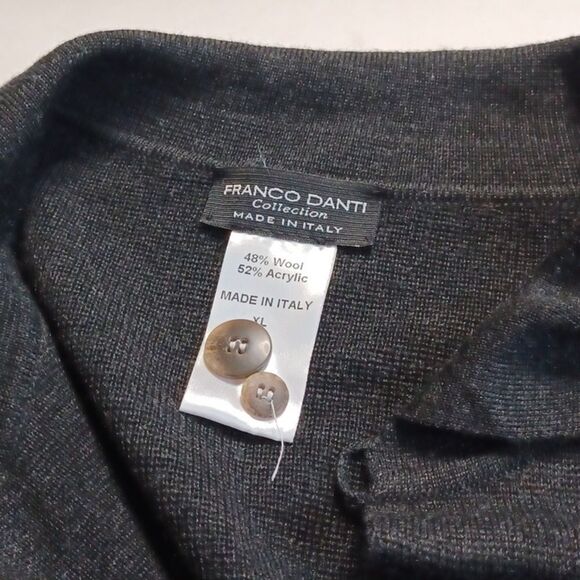 FRANCO DANTI
Collection
MADE IN ITALY
48% Wool
52% Acrylic
MADE IN ITALY
XL